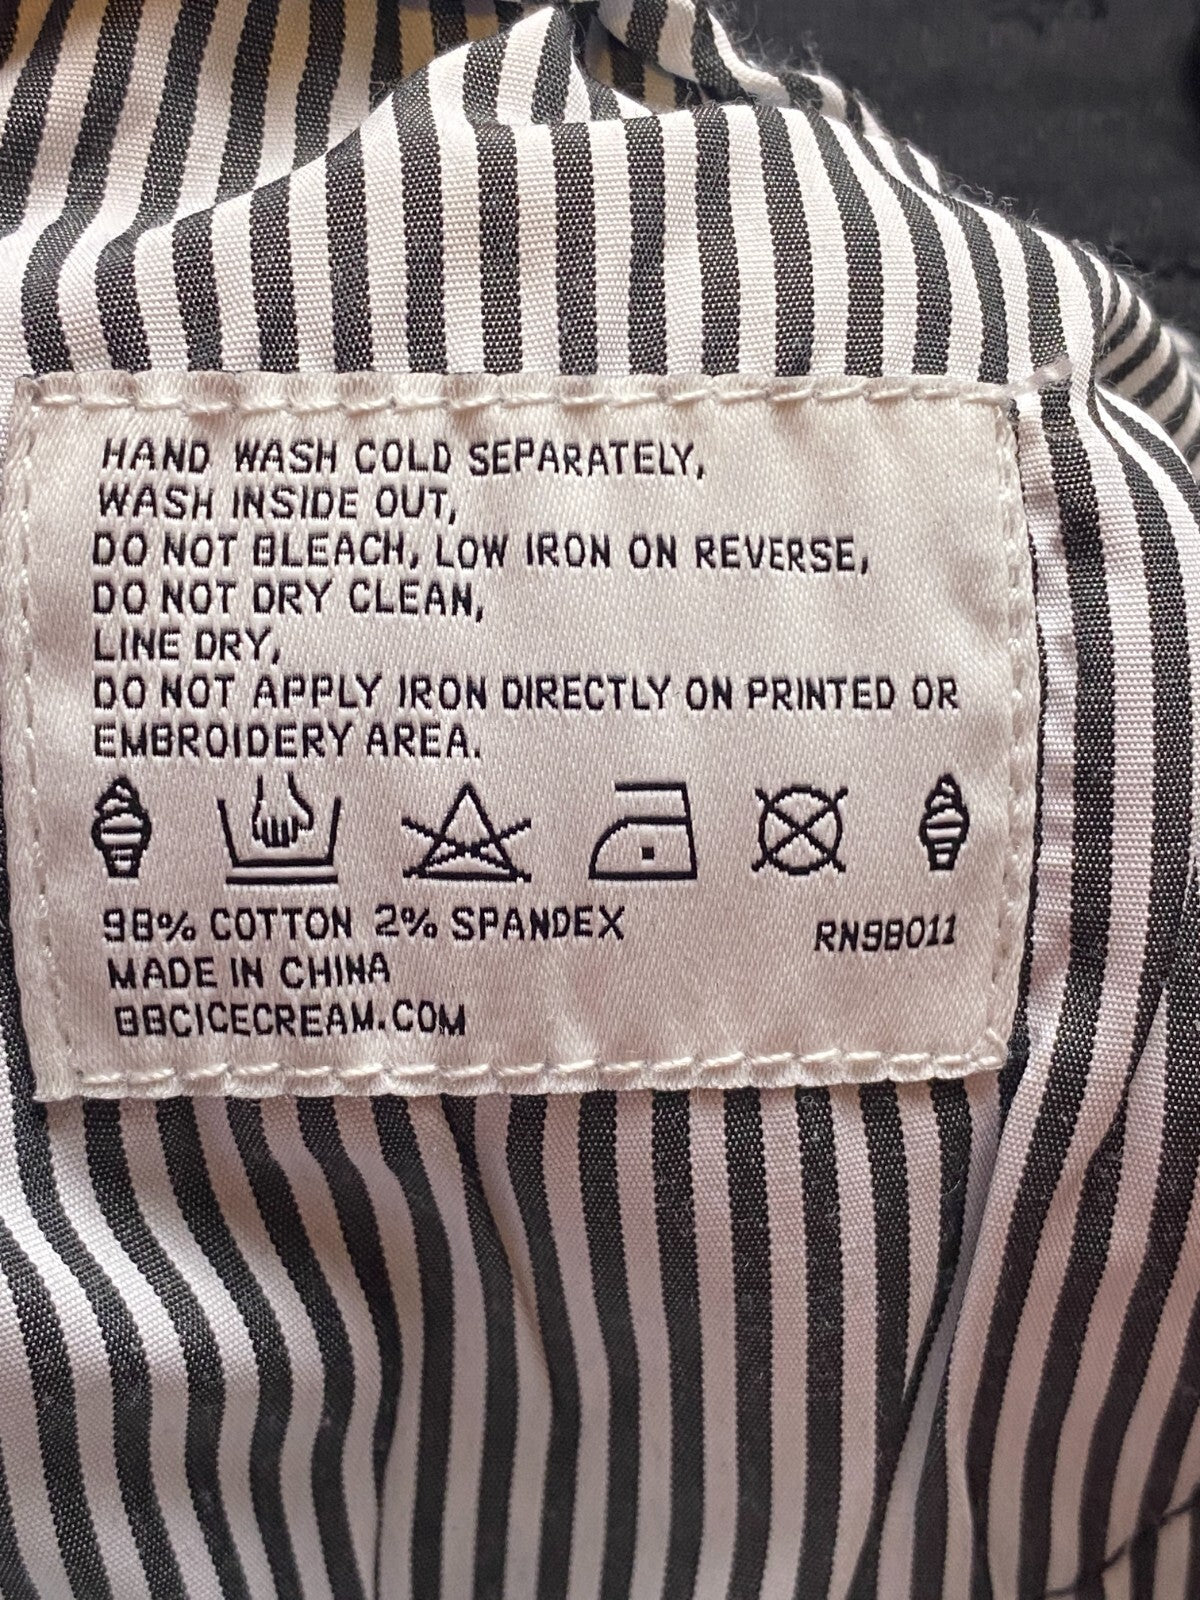 HAND WASH COLD SEPARATELY,
WASH INSIDE OUT,
DO NOT BLEACH, LOW IRON ON REVERSE,
DO NOT DRY CLEAN,
LINE DRY,
DO NOT APPLY IRON DIRECTLY ON PRINTED OR
EMBROIDERY AREA.
98% COTTON 2% SPANDEX
RN98011
MADE IN CHINA
BBCICECREAM.COM